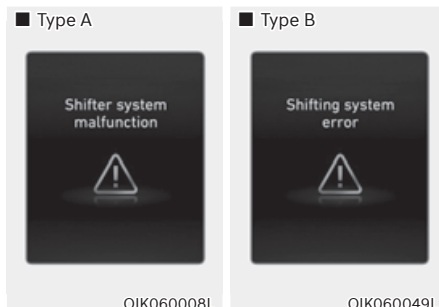 ■ Type A
Shifter system
malfunction
OIK060008L
■ Type B
Shifting system
error
OIK060049L